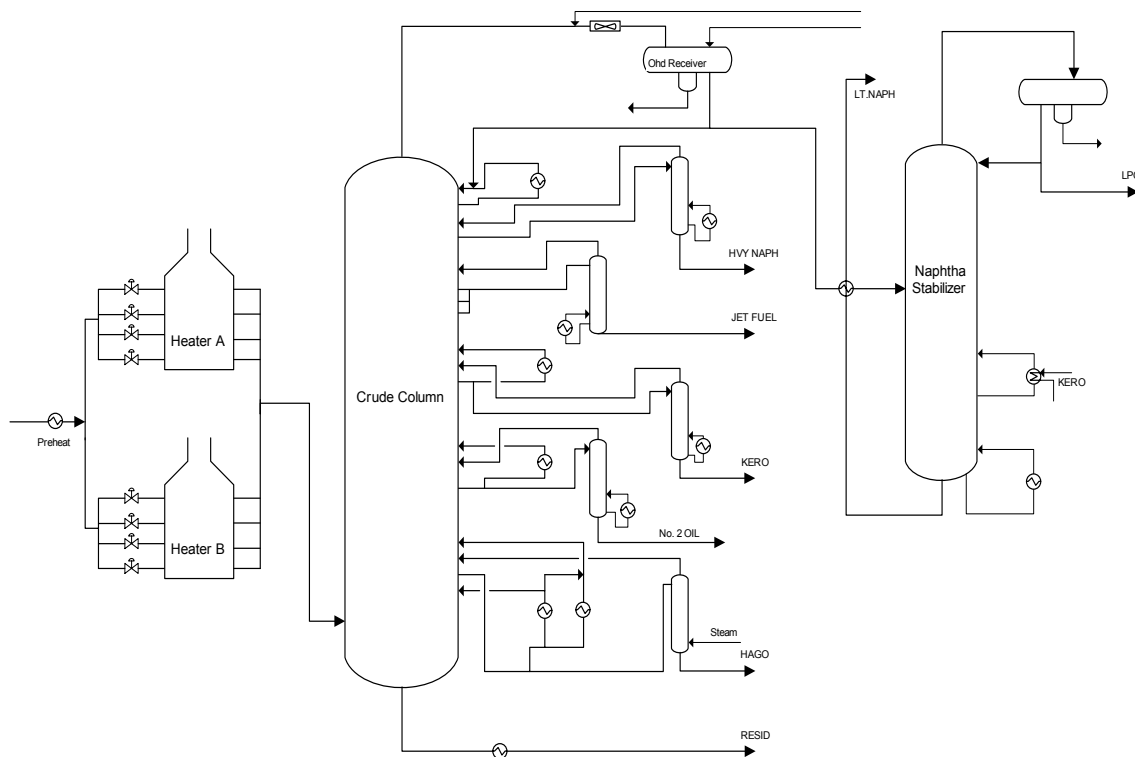 Ohd Receiver
LT.NAPH
LPG
HVY NAPH
Naphtha
Stabilizer
JET FUEL
Heater A
Crude Column
KERO
Preheat
KERO
No. 2 OIL
Heater B
Steam
HAGO
RESID